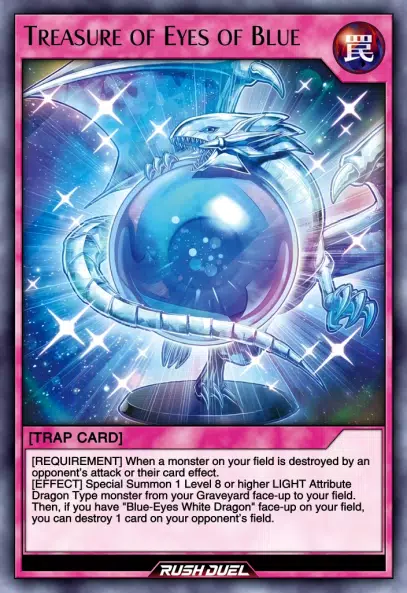 Treasure of Eyes of Blue
罠
[TRAP CARD]
[REQUIREMENT] When a monster on your field is destroyed by an
opponent's attack or their card effect.
[EFFECT] Special Summon 1 Level 8 or higher LIGHT Attribute
Dragon Type monster from your Graveyard face-up to your field.
Then, if you have "Blue-Eyes White Dragon" face-up on your field,
you can destroy 1 card on your opponent's field.
RUSH DUEL